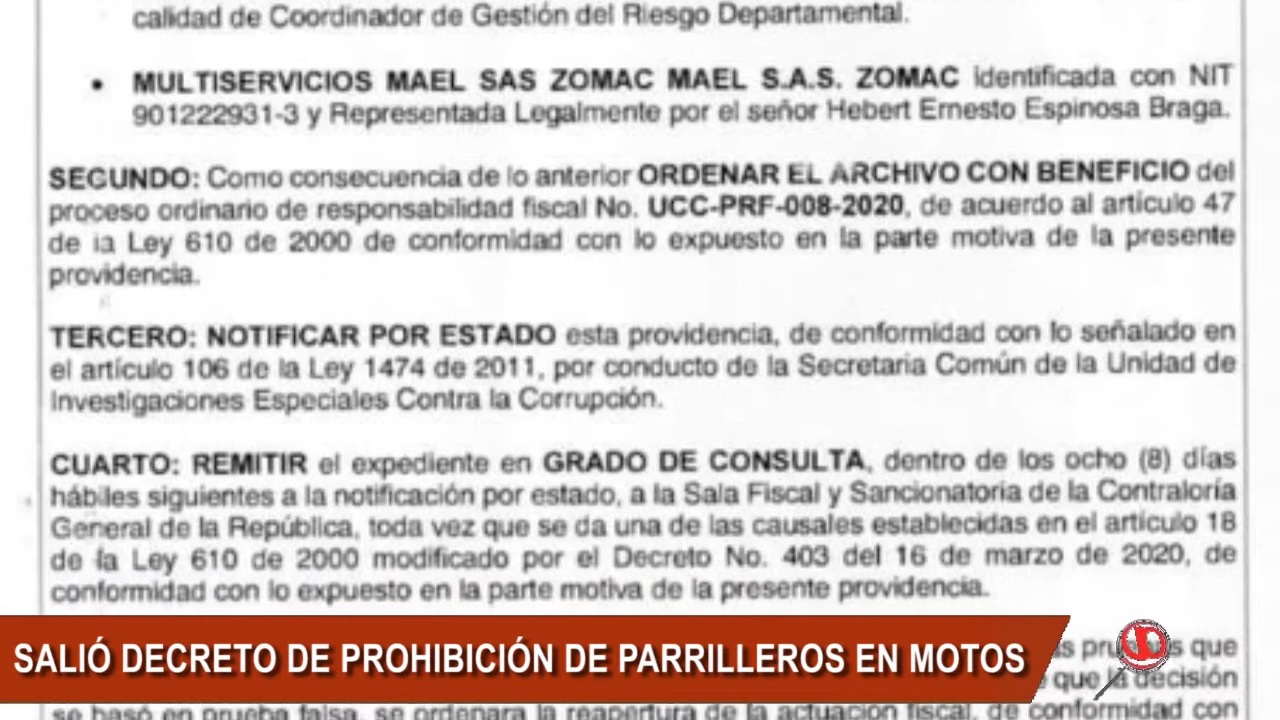 calidad de Coordinador de Gestión del Riesgo Departamental.
• MULTISERVICIOS MAEL SAS ZOMAC MAEL S.A.S. ZOMAC identificada con NIT
901222931-3 y Representada Legalmente por el señor Hebert Ernesto Espinosa Braga.
SEGUNDO: Como consecuencia de lo anterior ORDENAR EL ARCHIVO CON BENEFICIO del
proceso ordinario de responsabilidad fiscal No. UCC-PRF-008-2020, de acuerdo al artículo 47
de la Ley 610 de 2000 de conformidad con lo expuesto en la parte motiva de la presente
providencia.
TERCERO: NOTIFICAR POR ESTADO esta providencia, de conformidad con lo señalado en
el artículo 106 de la Ley 1474 de 2011, por conducto de la Secretaria Común de la Unidad de
Investigaciones Especiales Contra la Corrupción.
CUARTO: REMITIR el expediente en GRADO DE CONSULTA, dentro de los ocho (8) días
hábiles siguientes a la notificación por estado, a la Sala Fiscal y Sancionatoria de la Contraloría
General de la República, toda vez que se da una de las causales establecidas en el artículo 18
de la Ley 610 de 2000 modificado por el Decreto No. 403 del 16 de marzo de 2020, de
conformidad con lo expuesto en la parte motiva de la presente providencia.
que
SALIÓ DECRETO DE PROHIBICIÓN DE PARRILLEROS EN MOTOS
que la decisión
se basó en prueba falsa, se ordenara la reapertura de la actuación fiscal, de conformidad con